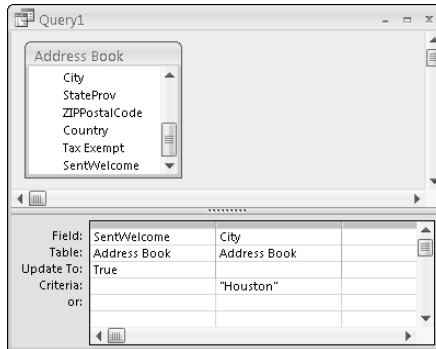 Query1
Address Book
City
StateProv
ZIPPostalCode
Country
Tax Exempt
SentWelcome
Field: SentWelcome City
Table: Address Book Address Book
Update To: True
Criteria: "Houston"
or: